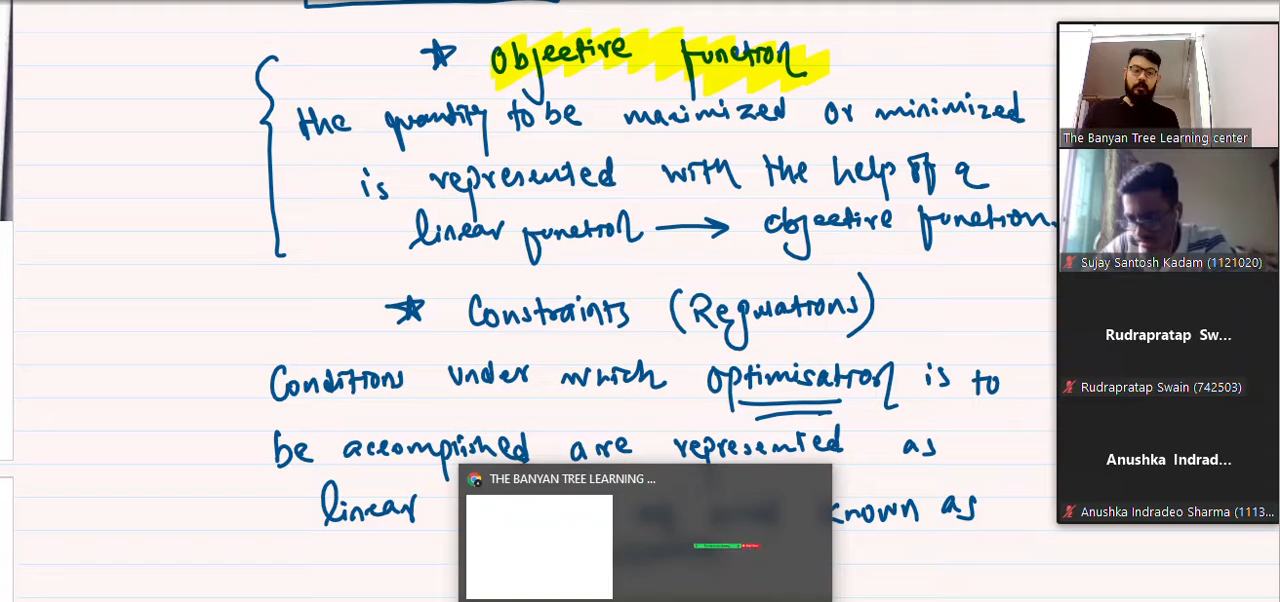 ★ Objective function
the quantity to be maximized or minimized
is represented with the help of a
linear function → objective function.
★ Constraints (Regulations)
Conditions under which optimisation is to
be accomplished are represented as
linear known as
THE BANYAN TREE LEARNING ...
The Banyan Tree Learning center
Sujay Santosh Kadam (1121020)
Rudrapratap Sw...
Rudrapratap Swain (742503)
Anushka Indrad...
Anushka Indradeo Sharma (1113...